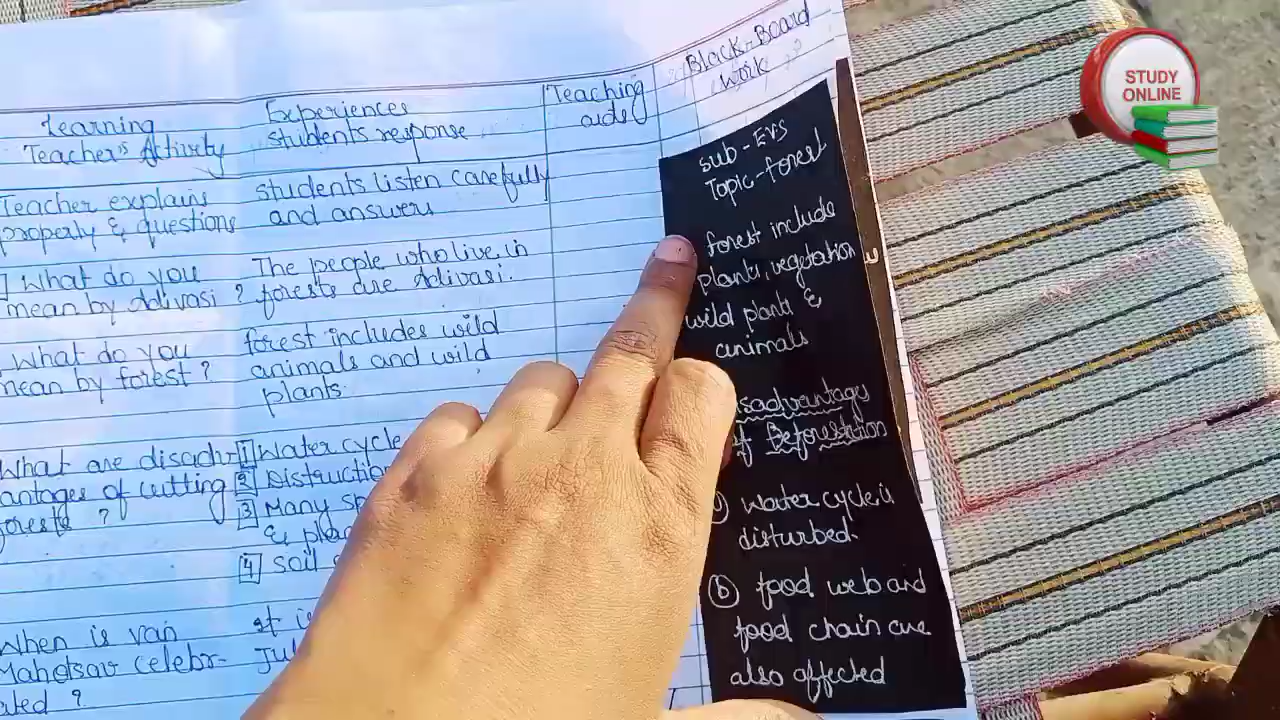 Learning Experiences
Teacher's Activity
students response
Teaching
aids
Black-Board
work
Teacher explains
properly & questions
students listen carefully
and answers
1 What do you
mean by Adivasi ?
The people who live in
forests are Adivasi.
What do you
mean by forest ?
forest includes wild
animals and wild
plants
What are disadv-
antages of cutting
forests ?
1 Water cycle
2 Distruction
3 Many
&
4 Soil
When is van
Mahotsav celebr-
ated ?
It is
sub-EVS
Topic-forest
forest include
plants, vegetation
wild plants &
animals
water cycle is
disturbed.
b food web and
food chain are
also affected
STUDY
ONLINE